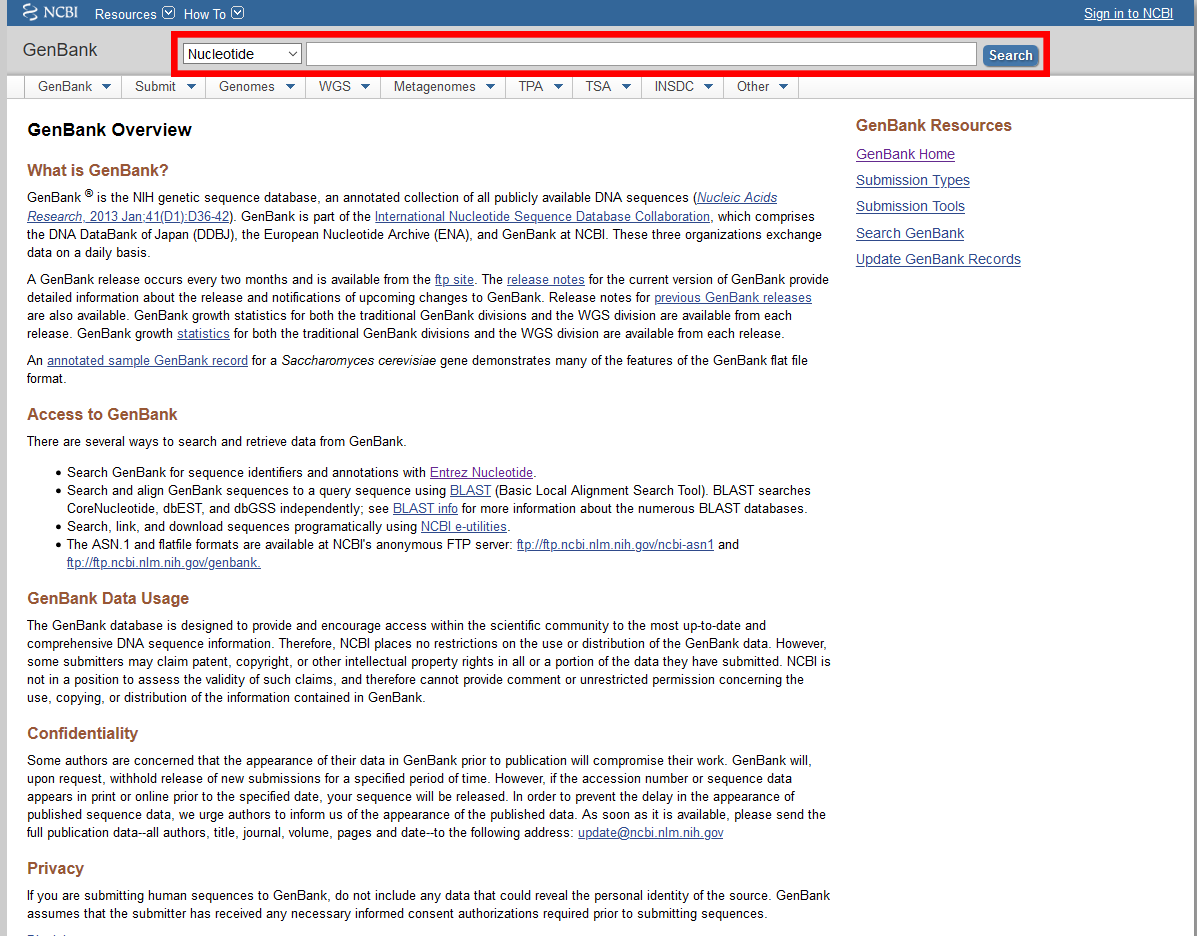 NCBI Resources How To Sign in to NCBI
GenBank Nucleotide Search
GenBank Submit Genomes WGS Metagenomes TPA TSA INSDC Other
GenBank Overview
What is GenBank?
GenBank ® is the NIH genetic sequence database, an annotated collection of all publicly available DNA sequences (Nucleic Acids
Research, 2013 Jan;41(D1):D36-42). GenBank is part of the International Nucleotide Sequence Database Collaboration, which comprises
the DNA DataBank of Japan (DDBJ), the European Nucleotide Archive (ENA), and GenBank at NCBI. These three organizations exchange
data on a daily basis.
A GenBank release occurs every two months and is available from the ftp site. The release notes for the current version of GenBank provide
detailed information about the release and notifications of upcoming changes to GenBank. Release notes for previous GenBank releases
are also available. GenBank growth statistics for both the traditional GenBank divisions and the WGS division are available from each
release. GenBank growth statistics for both the traditional GenBank divisions and the WGS division are available from each release.
An annotated sample GenBank record for a Saccharomyces cerevisiae gene demonstrates many of the features of the GenBank flat file
format.
Access to GenBank
There are several ways to search and retrieve data from GenBank.
• Search GenBank for sequence identifiers and annotations with Entrez Nucleotide.
• Search and align GenBank sequences to a query sequence using BLAST (Basic Local Alignment Search Tool). BLAST searches
CoreNucleotide, dbEST, and dbGSS independently; see BLAST info for more information about the numerous BLAST databases.
• Search, link, and download sequences programatically using NCBI e-utilities.
• The ASN.1 and flatfile formats are available at NCBI's anonymous FTP server: ftp://ftp.ncbi.nlm.nih.gov/ncbi-asn1 and
ftp://ftp.ncbi.nlm.nih.gov/genbank.
GenBank Data Usage
The GenBank database is designed to provide and encourage access within the scientific community to the most up-to-date and
comprehensive DNA sequence information. Therefore, NCBI places no restrictions on the use or distribution of the GenBank data. However,
some submitters may claim patent, copyright, or other intellectual property rights in all or a portion of the data they have submitted. NCBI is
not in a position to assess the validity of such claims, and therefore cannot provide comment or unrestricted permission concerning the
use, copying, or distribution of the information contained in GenBank.
Confidentiality
Some authors are concerned that the appearance of their data in GenBank prior to publication will compromise their work. GenBank will,
upon request, withhold release of new submissions for a specified period of time. However, if the accession number or sequence data
appears in print or online prior to the specified date, your sequence will be released. In order to prevent the delay in the appearance of
published sequence data, we urge authors to inform us of the appearance of the published data. As soon as it is available, please send the
full publication data--all authors, title, journal, volume, pages and date--to the following address: update@ncbi.nlm.nih.gov
Privacy
If you are submitting human sequences to GenBank, do not include any data that could reveal the personal identity of the source. GenBank
assumes that the submitter has received any necessary informed consent authorizations required prior to submitting sequences.
GenBank Resources
GenBank Home
Submission Types
Submission Tools
Search GenBank
Update GenBank Records